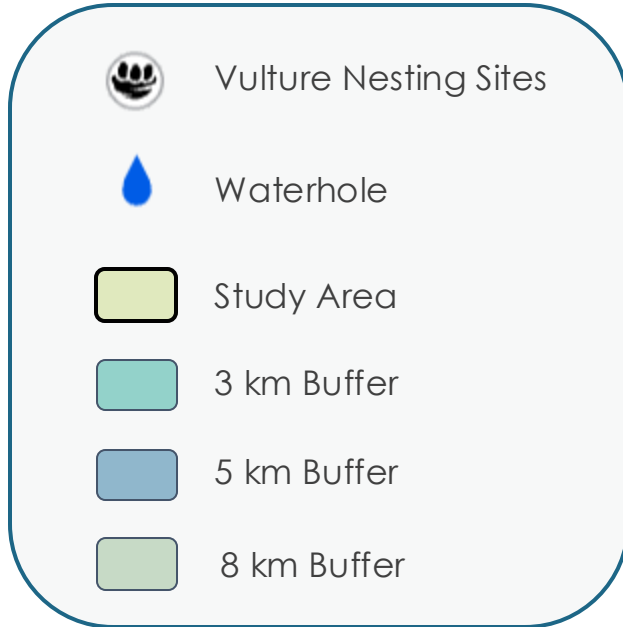 Vulture Nesting Sites
Waterhole
Study Area
3 km Buffer
5 km Buffer
8 km Buffer